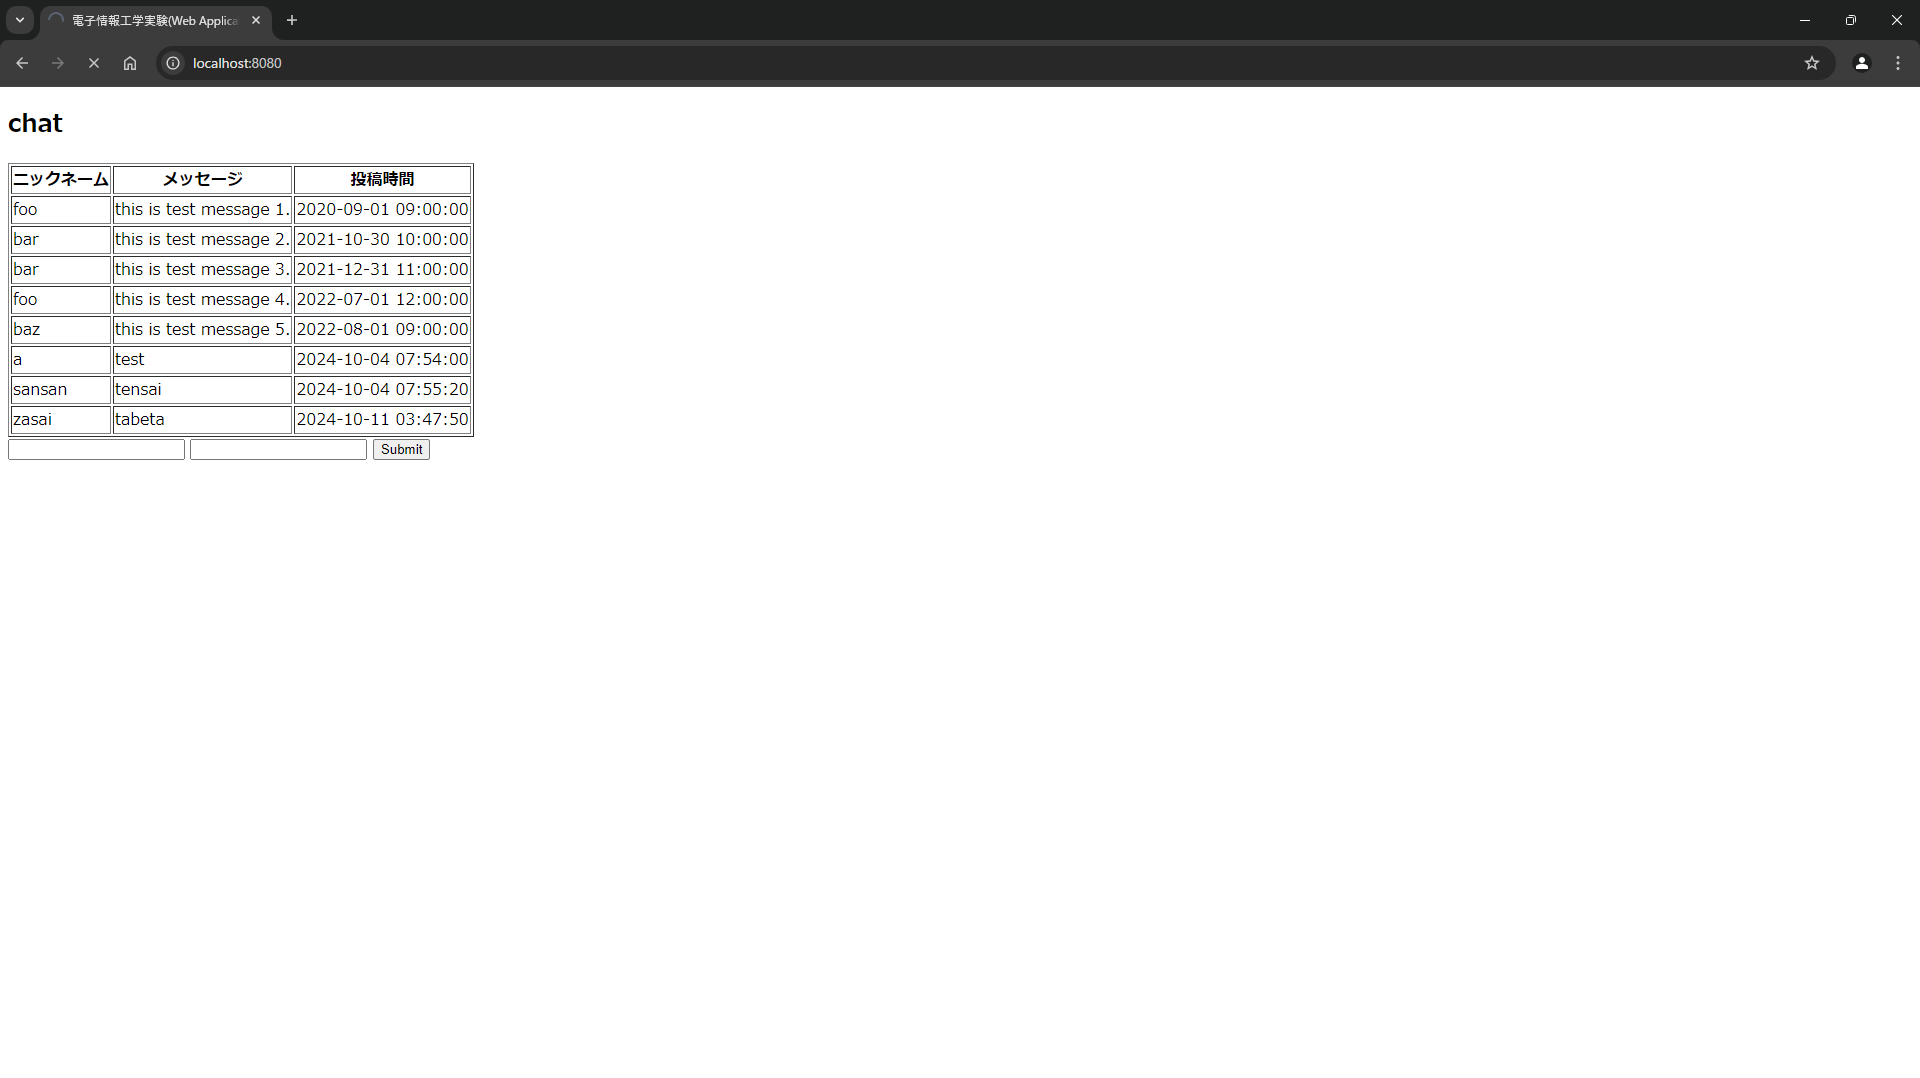 電子情報工学実験(Web Applica
localhost:8080
chat
ニックネーム メッセージ 投稿時間
foo this is test message 1. 2020-09-01 09:00:00
bar this is test message 2. 2021-10-30 10:00:00
bar this is test message 3. 2021-12-31 11:00:00
foo this is test message 4. 2022-07-01 12:00:00
baz this is test message 5. 2022-08-01 09:00:00
a test 2024-10-04 07:54:00
sansan tensai 2024-10-04 07:55:20
zasai tabeta 2024-10-11 03:47:50
Submit